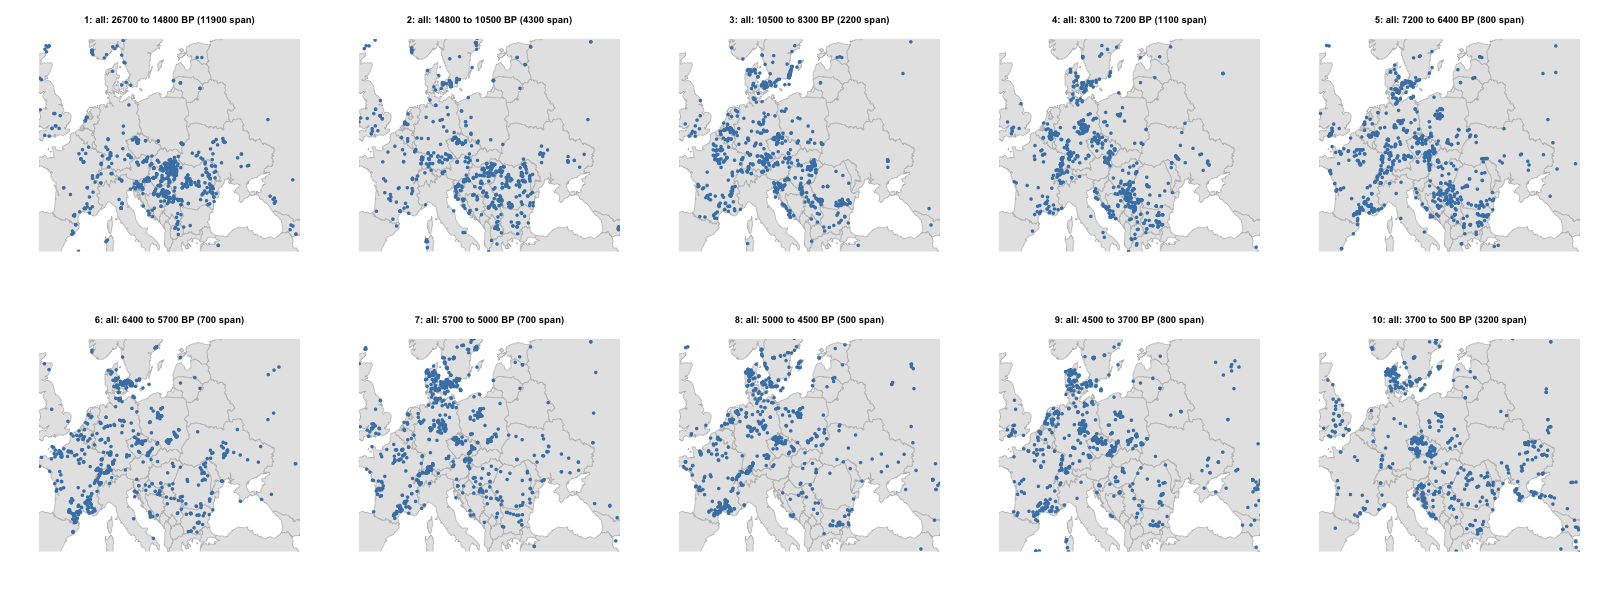 1: all: 26700 to 14800 BP (11900 span)
2: all: 14800 to 10500 BP (4300 span)
3: all: 10500 to 8300 BP (2200 span)
4: all: 8300 to 7200 BP (1100 span)
5: all: 7200 to 6400 BP (800 span)
6: all: 6400 to 5700 BP (700 span)
7: all: 5700 to 5000 BP (700 span)
8: all: 5000 to 4500 BP (500 span)
9: all: 4500 to 3700 BP (800 span)
10: all: 3700 to 500 BP (3200 span)